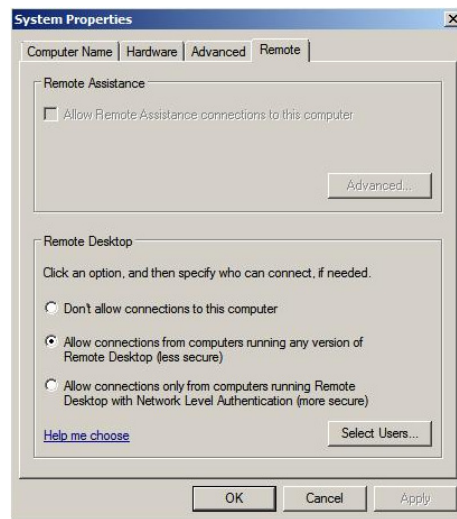 System Properties
Computer Name Hardware Advanced Remote
Remote Assistance
Allow Remote Assistance connections to this computer
Advanced...
Remote Desktop
Click an option, and then specify who can connect, if needed.
Don't allow connections to this computer
Allow connections from computers running any version of
Remote Desktop (less secure)
Allow connections only from computers running Remote
Desktop with Network Level Authentication (more secure)
Help me choose
Select Users...
OK Cancel Apply